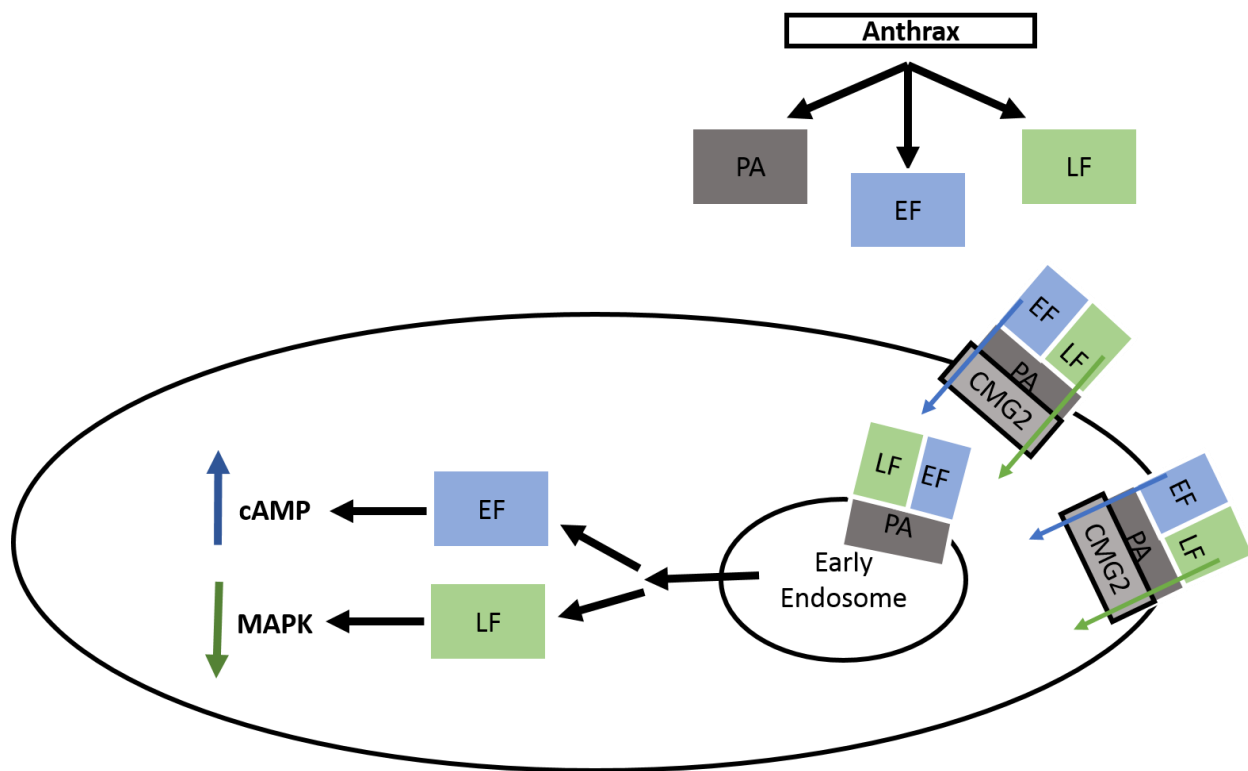 Anthrax
PA
EF
LF
EF
LF
PA
CMG2
LF
EF
PA
EF
LF
PA
CMG2
Early
Endosome
EF
cAMP
LF
MAPK